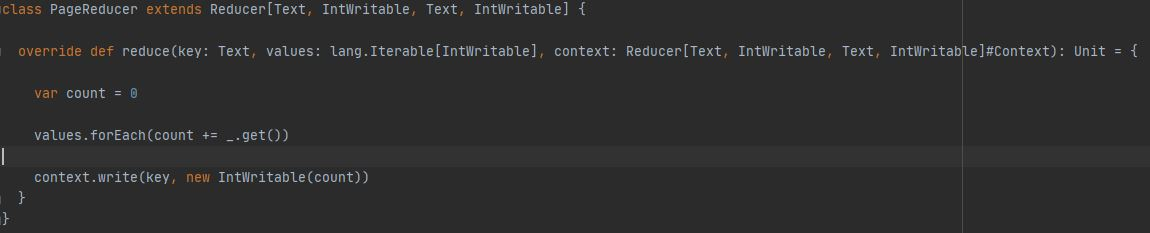 class PageReducer extends Reducer[Text, IntWritable, Text, IntWritable] {
override def reduce(key: Text, values: lang.Iterable[IntWritable], context: Reducer[Text, IntWritable, Text, IntWritable]#Context): Unit = {
var count = 0
values.forEach(count += _.get())
context.write(key, new IntWritable(count))
}
}